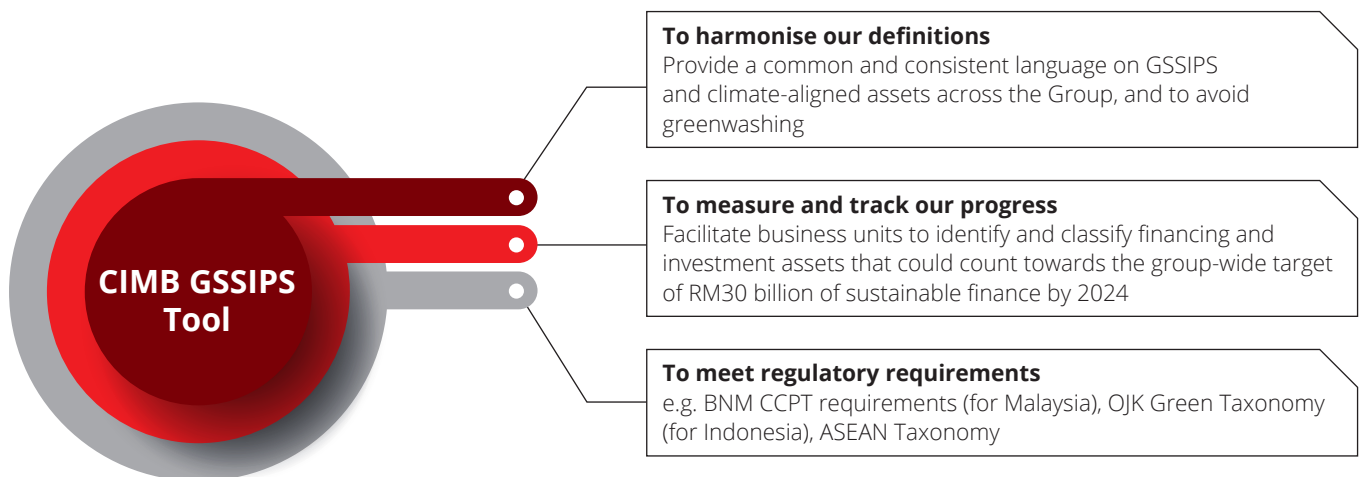 To harmonise our definitions
Provide a common and consistent language on GSSIPS
and climate-aligned assets across the Group, and to avoid
greenwashing
CIMB GSSIPS
Tool
To measure and track our progress
Facilitate business units to identify and classify financing and
investment assets that could count towards the group-wide target
of RM30 billion of sustainable finance by 2024
To meet regulatory requirements
e.g. BNM CCPT requirements (for Malaysia), OJK Green Taxonomy
(for Indonesia), ASEAN Taxonomy